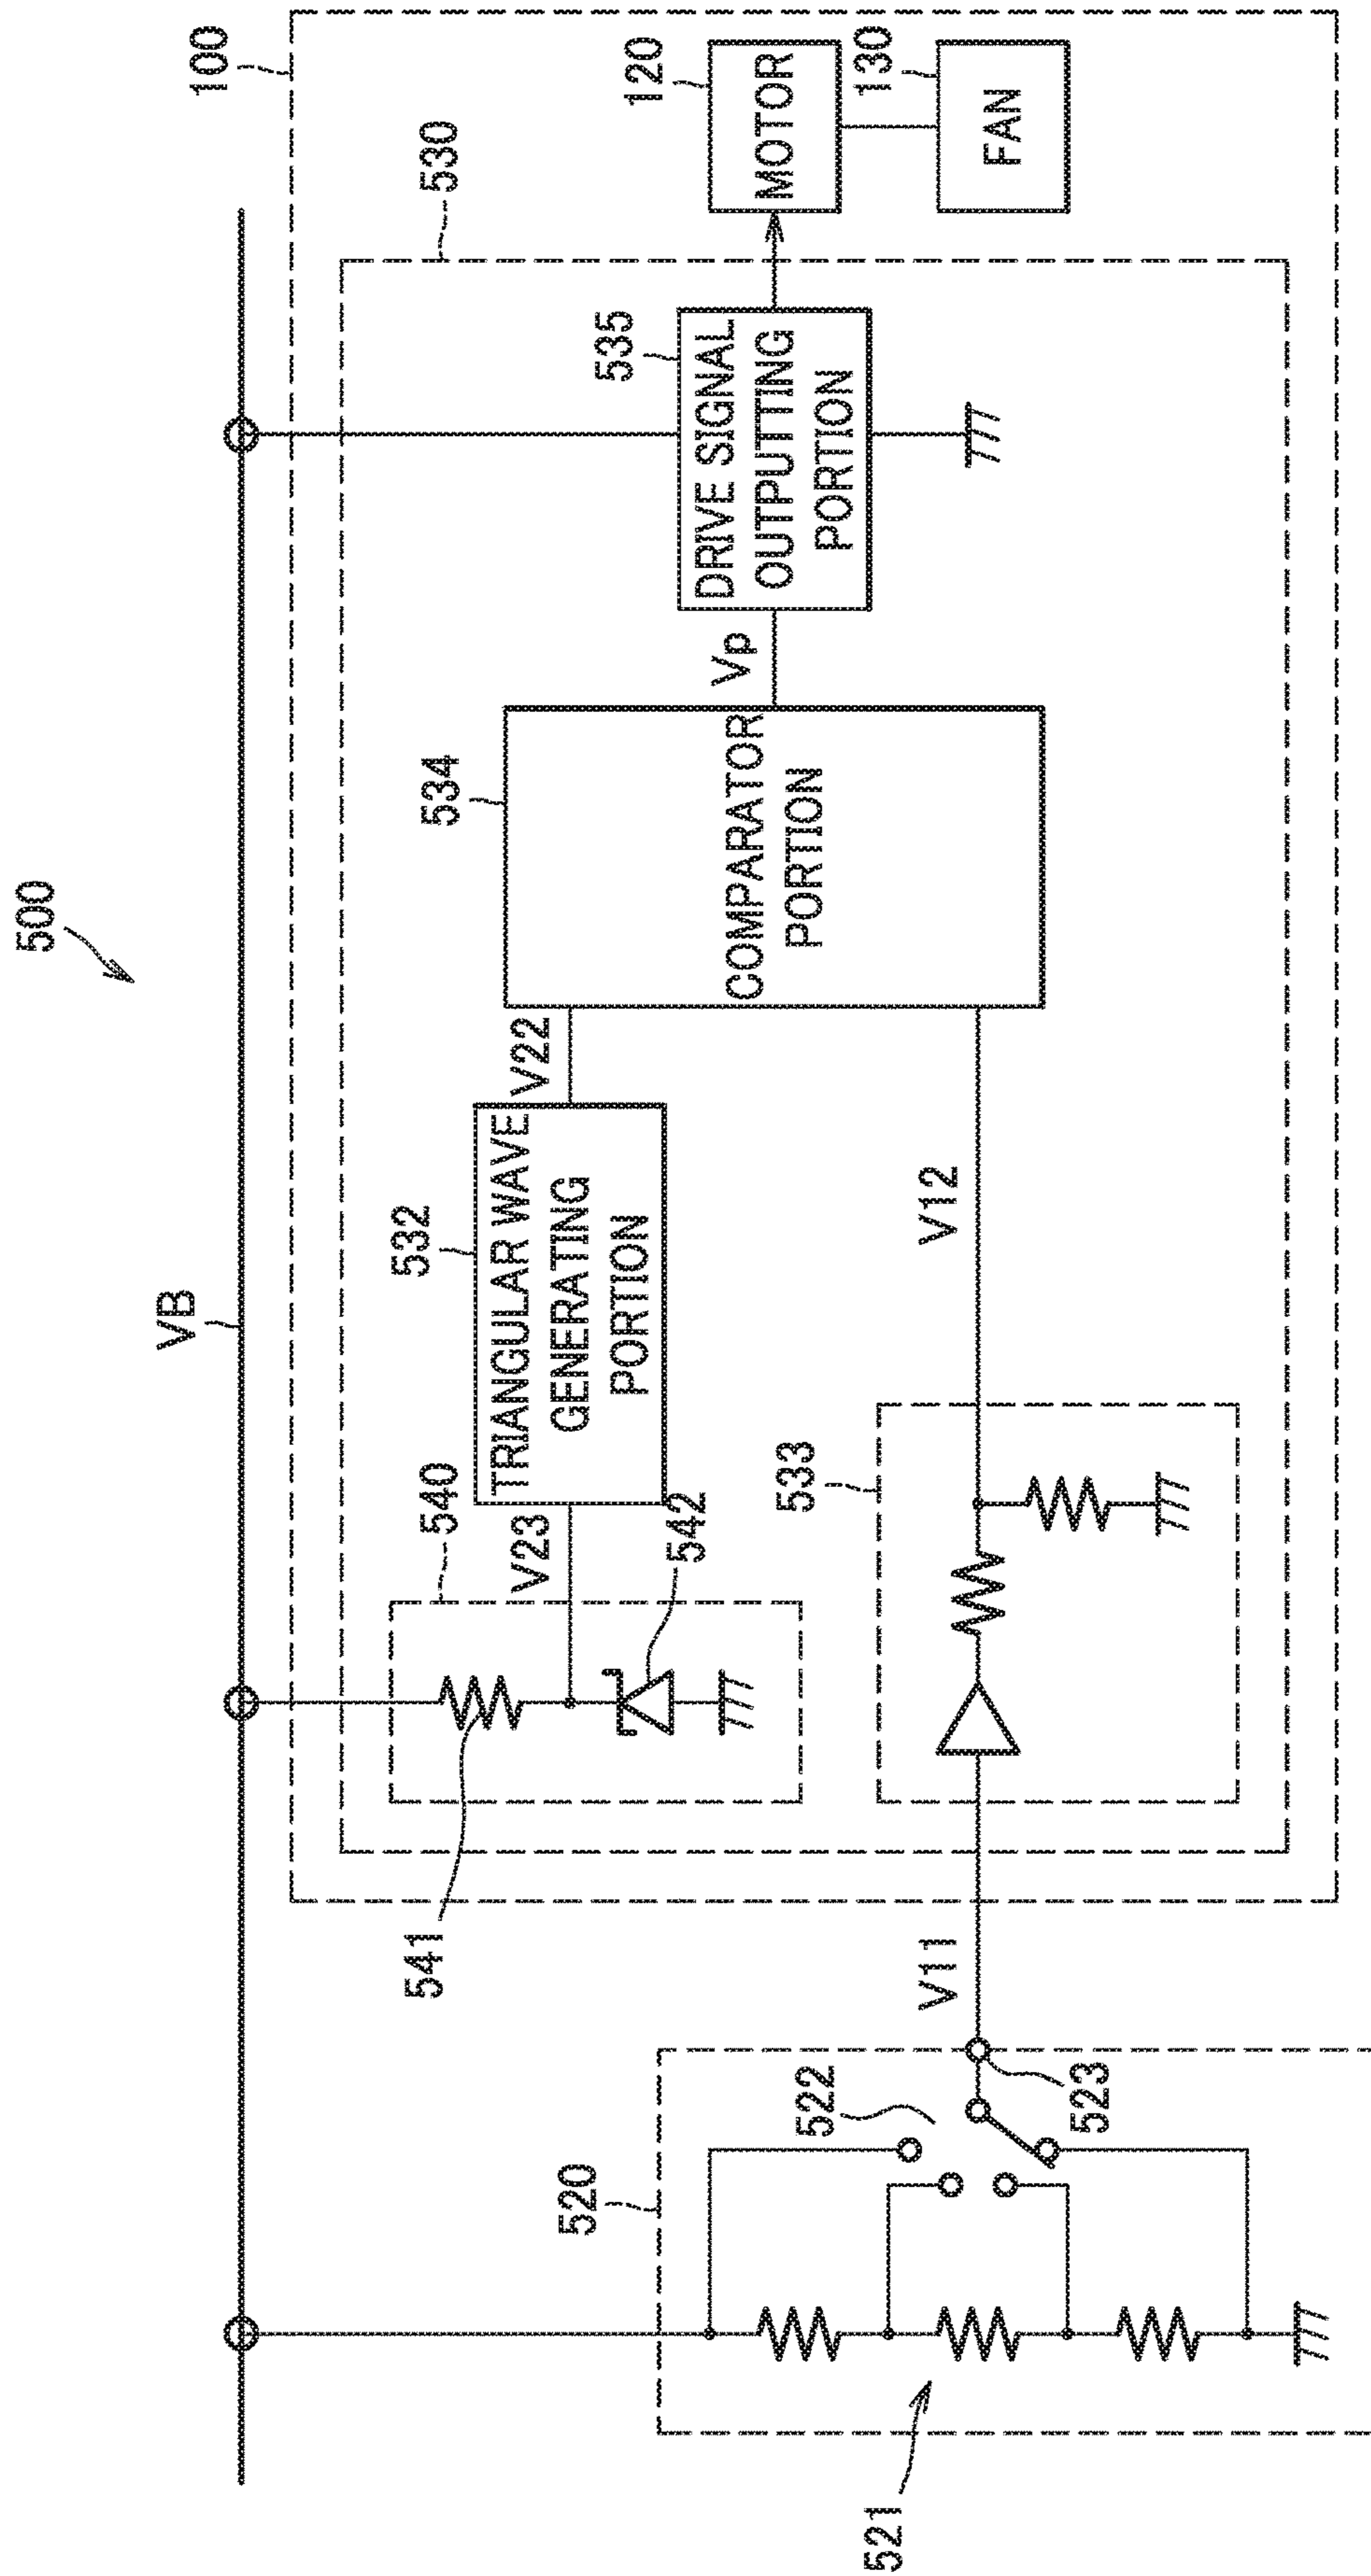 500
VB
100
530
540
V23
541
542
532
TRIANGULAR WAVE
GENERATING
PORTION
V22
534
COMPARATOR
PORTION
Vp
535
DRIVE SIGNAL
OUTPUTTING
PORTION
120
MOTOR
130
FAN
520
521
522
523
V11
533
V12